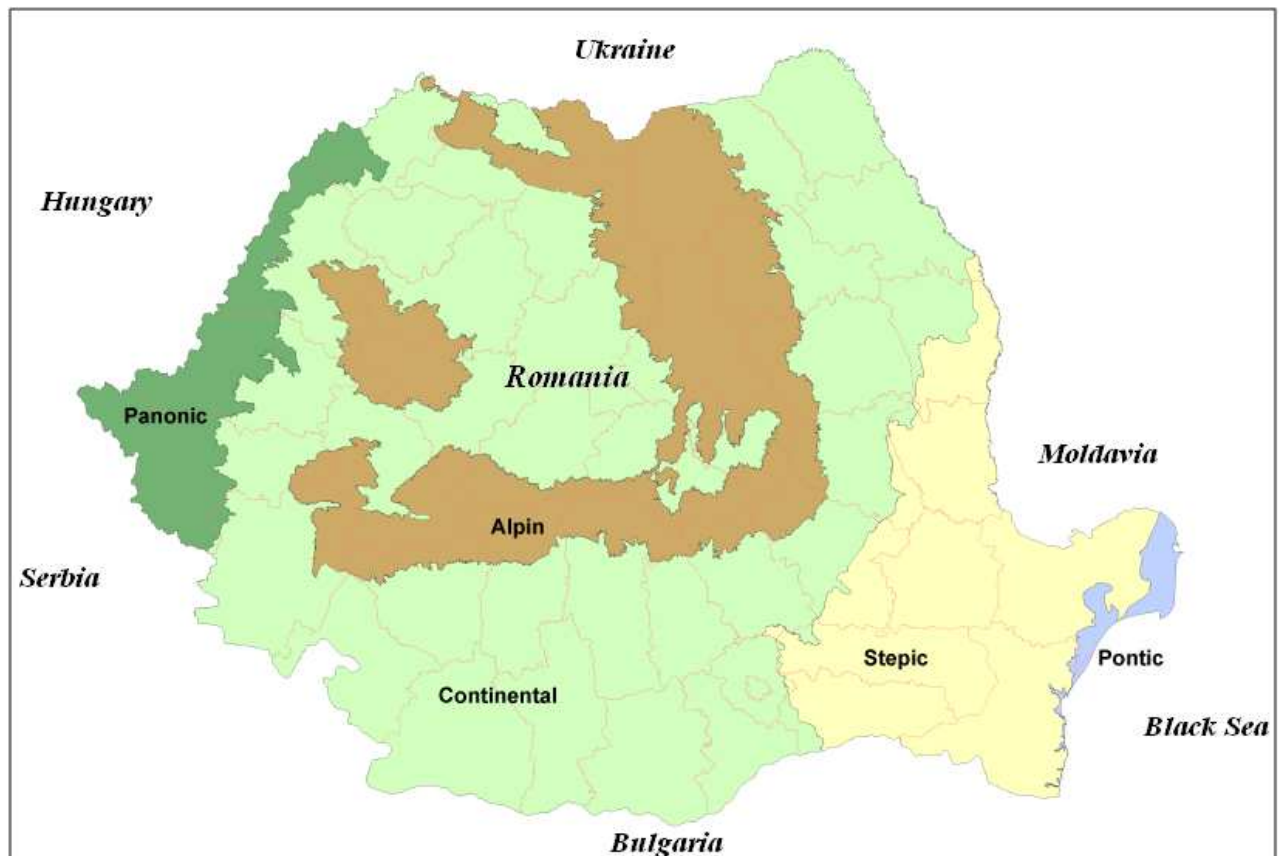 Ukraine
Hungary
Romania
Panonic
Moldavia
Alpin
Serbia
Stepic
Pontic
Continental
Black Sea
Bulgaria